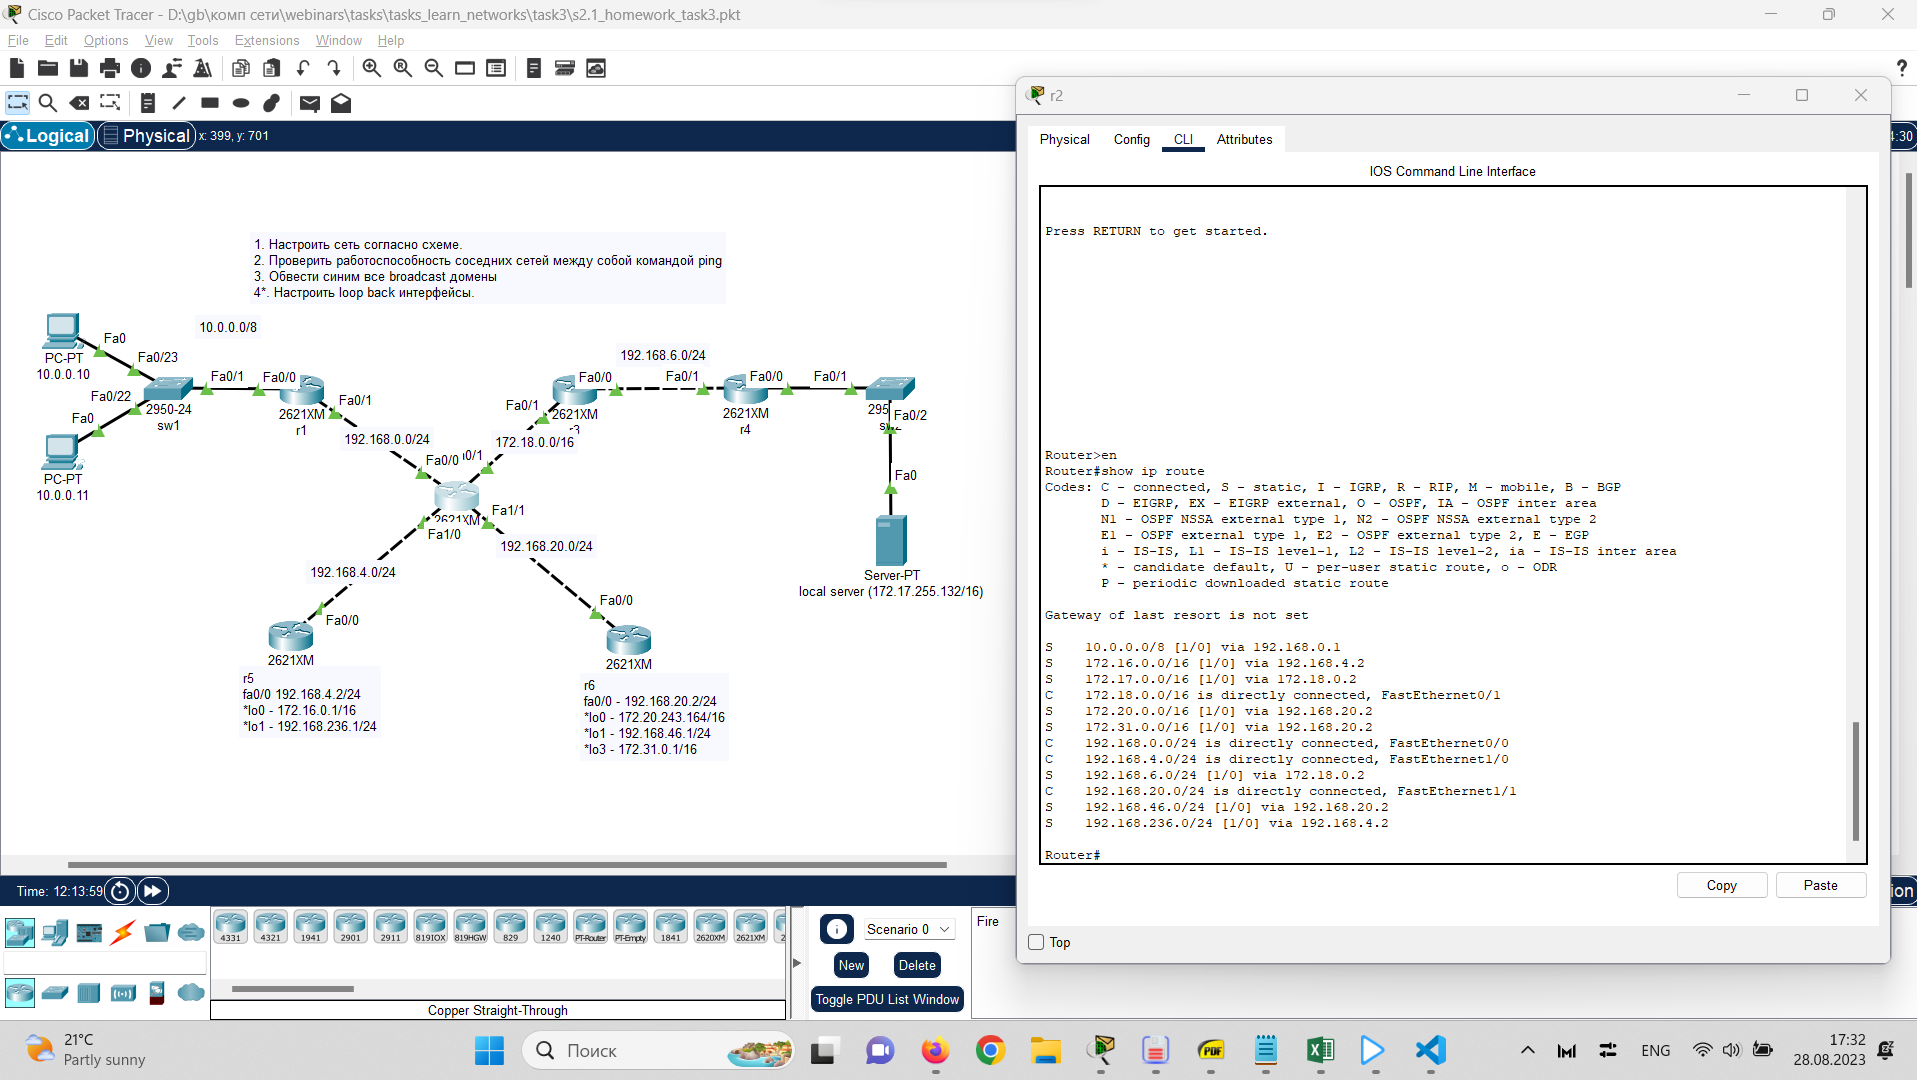 Cisco Packet Tracer - D:\gb\комп сети\webinars\tasks\tasks_learn_networks\task3\s2.1_homework_task3.pkt
File Edit Options View Tools Extensions Window Help
?
Logical Physical x: 399, y: 701
:30
1. Настроить сеть согласно схеме.
2. Проверить работоспособность соседних сетей между собой командой ping
3. Обвести синим все broadcast домены
4*. Настроить loop back интерфейсы.
10.0.0.0/8
Fa0
PC-PT
10.0.0.10
Fa0/23
Fa0/22
Fa0
PC-PT
10.0.0.11
2950-24
sw1
Fa0/1
Fa0/0
2621XM
r1
Fa0/1
192.168.0.0/24
Fa0/0
0/1
2621XM
Fa1/0
Fa1/1
172.18.0.0/16
Fa0/1
Fa0/0
2621XM
r3
192.168.6.0/24
Fa0/1
Fa0/0
2621XM
r4
Fa0/1
295
Fa0/2
Fa0
Server-PT
local server (172.17.255.132/16)
192.168.4.0/24
192.168.20.0/24
Fa0/0
2621XM
r5
fa0/0 192.168.4.2/24
*lo0 - 172.16.0.1/16
*lo1 - 192.168.236.1/24
Fa0/0
2621XM
r6
fa0/0 - 192.168.20.2/24
*lo0 - 172.20.243.164/16
*lo1 - 192.168.46.1/24
*lo3 - 172.31.0.1/16
r2
Physical Config CLI Attributes
IOS Command Line Interface
Press RETURN to get started.
Router>en
Router#show ip route
Codes: C - connected, S - static, I - IGRP, R - RIP, M - mobile, B - BGP
D - EIGRP, EX - EIGRP external, O - OSPF, IA - OSPF inter area
N1 - OSPF NSSA external type 1, N2 - OSPF NSSA external type 2
E1 - OSPF external type 1, E2 - OSPF external type 2, E - EGP
i - IS-IS, L1 - IS-IS level-1, L2 - IS-IS level-2, ia - IS-IS inter area
* - candidate default, U - per-user static route, o - ODR
P - periodic downloaded static route
Gateway of last resort is not set
S 10.0.0.0/8 [1/0] via 192.168.0.1
S 172.16.0.0/16 [1/0] via 192.168.4.2
S 172.17.0.0/16 [1/0] via 172.18.0.2
C 172.18.0.0/16 is directly connected, FastEthernet0/1
S 172.20.0.0/16 [1/0] via 192.168.20.2
S 172.31.0.0/16 [1/0] via 192.168.20.2
C 192.168.0.0/24 is directly connected, FastEthernet0/0
C 192.168.4.0/24 is directly connected, FastEthernet1/0
S 192.168.6.0/24 [1/0] via 172.18.0.2
C 192.168.20.0/24 is directly connected, FastEthernet1/1
S 192.168.46.0/24 [1/0] via 192.168.20.2
S 192.168.236.0/24 [1/0] via 192.168.4.2
Router#
Copy Paste
Top
Time: 12:13:59
ion
4331 4321 1941 2901 2911 819IOX 819HGW 829 1240 PT-Router PT-Empty 1841 2620XM 2621XM 2
Copper Straight-Through
Scenario 0
New Delete
Toggle PDU List Window
Fire
21°C
Partly sunny
Поиск
PDF
ENG
17:32
28.08.2023